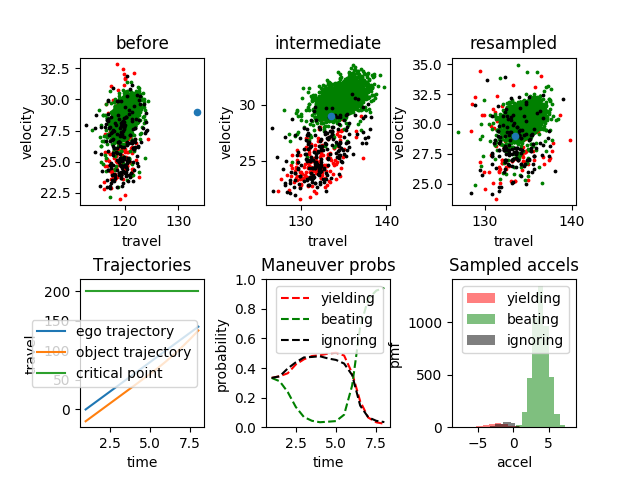 before
intermediate
resampled
32.5
30.0
27.5
25.0
22.5
velocity
120
130
travel
30
25
velocity
130
140
travel
35.0
32.5
30.0
27.5
25.0
velocity
130
140
travel
Trajectories
Maneuver probs
Sampled accels
200
150
100
50
0
travel
ego trajectory
object trajectory
critical point
2.5
5.0
7.5
time
1.0
0.8
0.6
0.4
0.2
0.0
probability
yielding
beating
ignoring
2.5
5.0
7.5
time
1000
500
0
pmf
yielding
beating
ignoring
−5
0
5
accel